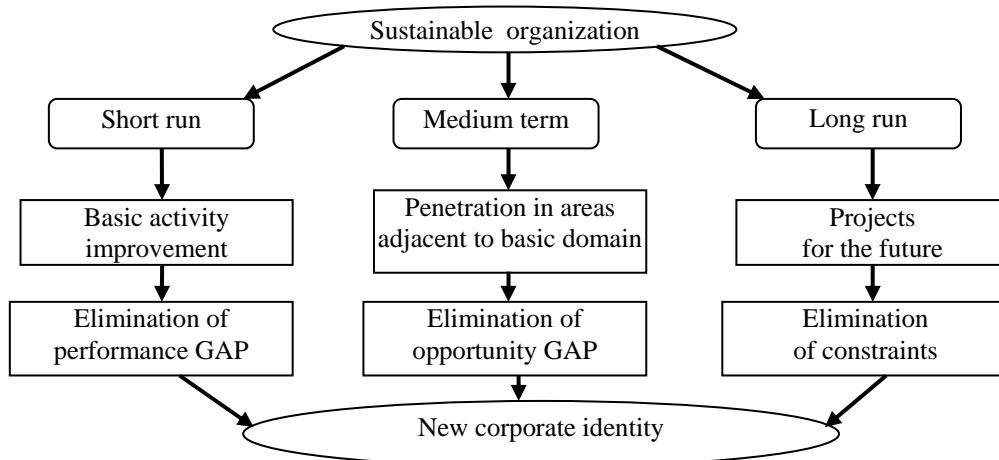 Sustainable organization
Short run
Medium term
Long run
Basic activity
improvement
Penetration in areas
adjacent to basic domain
Projects
for the future
Elimination of
performance GAP
Elimination of
opportunity GAP
Elimination
of constraints
New corporate identity